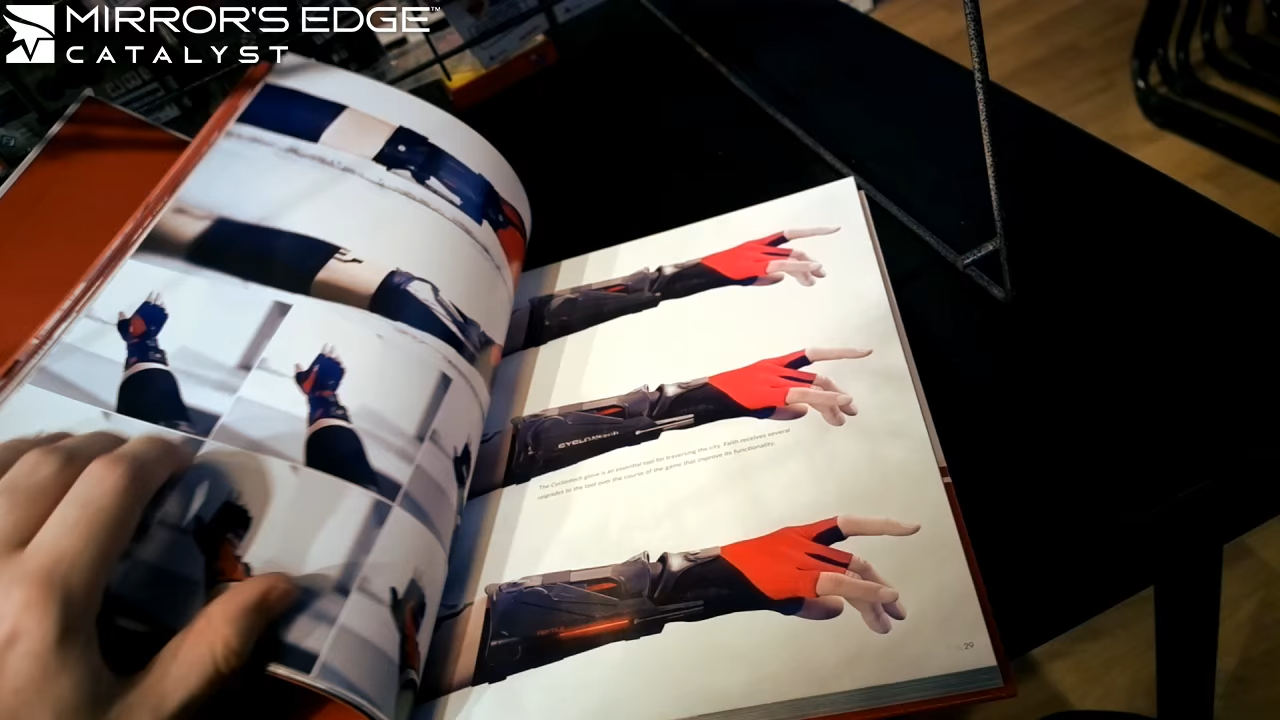 MIRROR'S EDGE™
CATALYST
The Cyclontech glove is an essential tool for traversing the city. Faith receives several
upgrades to the tool over the course of the game that improve its functionality.
29